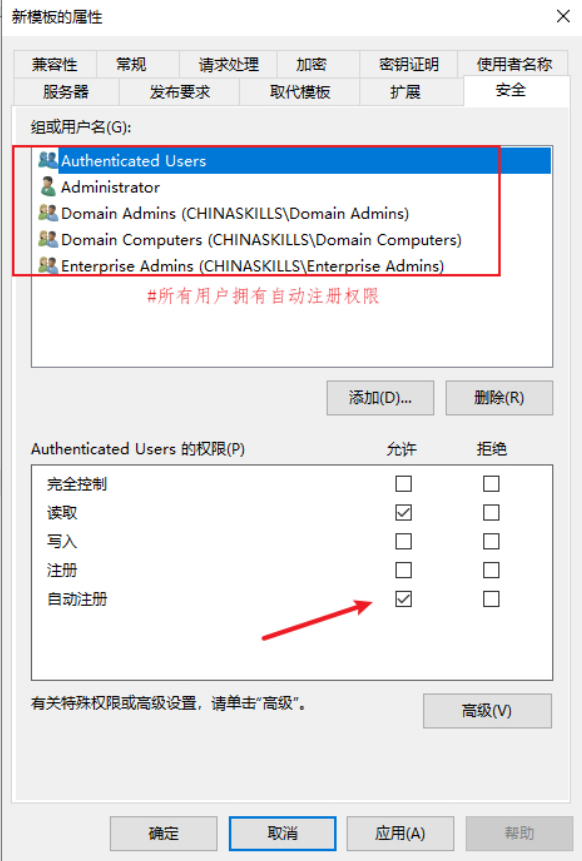 新模板的属性
兼容性 常规 请求处理 加密 密钥证明 使用者名称
服务器 发布要求 取代模板 扩展 安全
组或用户名(G):
Authenticated Users
Administrator
Domain Admins (CHINASKILLS\Domain Admins)
Domain Computers (CHINASKILLS\Domain Computers)
Enterprise Admins (CHINASKILLS\Enterprise Admins)
#所有用户拥有自动注册权限
添加(D)... 删除(R)
Authenticated Users 的权限(P) 允许 拒绝
完全控制
读取
写入
注册
自动注册
有关特殊权限或高级设置，请单击“高级”。
高级(V)
确定 取消 应用(A) 帮助